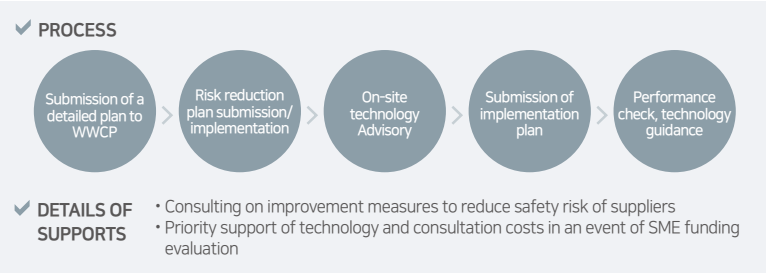 PROCESS
Submission of a
detailed plan to
WWCP
Risk reduction
plan submission/
implementation
On-site
technology
Advisory
Submission of
implementation
plan
Performance
check, technology
guidance
DETAILS OF
SUPPORTS
• Consulting on improvement measures to reduce safety risk of suppliers
• Priority support of technology and consultation costs in an event of SME funding
evaluation